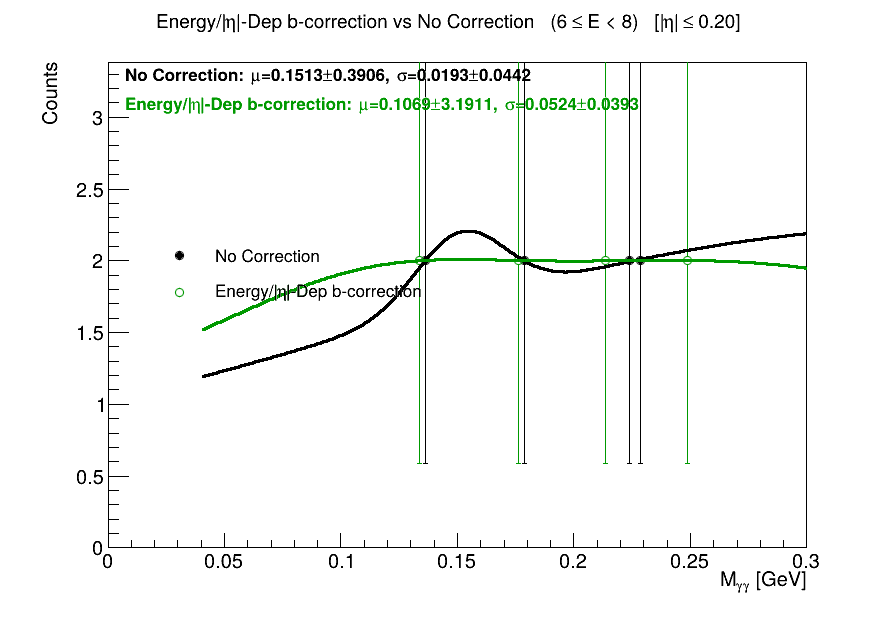 Energy/|η|-Dep b-correction vs No Correction (6 ≤ E < 8) [|η| ≤ 0.20]
Counts
No Correction: μ=0.1513±0.3906, σ=0.0193±0.0442
Energy/|η|-Dep b-correction: μ=0.1069±3.1911, σ=0.0524±0.0393
3
2.5
2
1.5
1
0.5
0
No Correction
Energy/|η|-Dep b-correction
0 0.05 0.1 0.15 0.2 0.25 0.3
Mγγ [GeV]